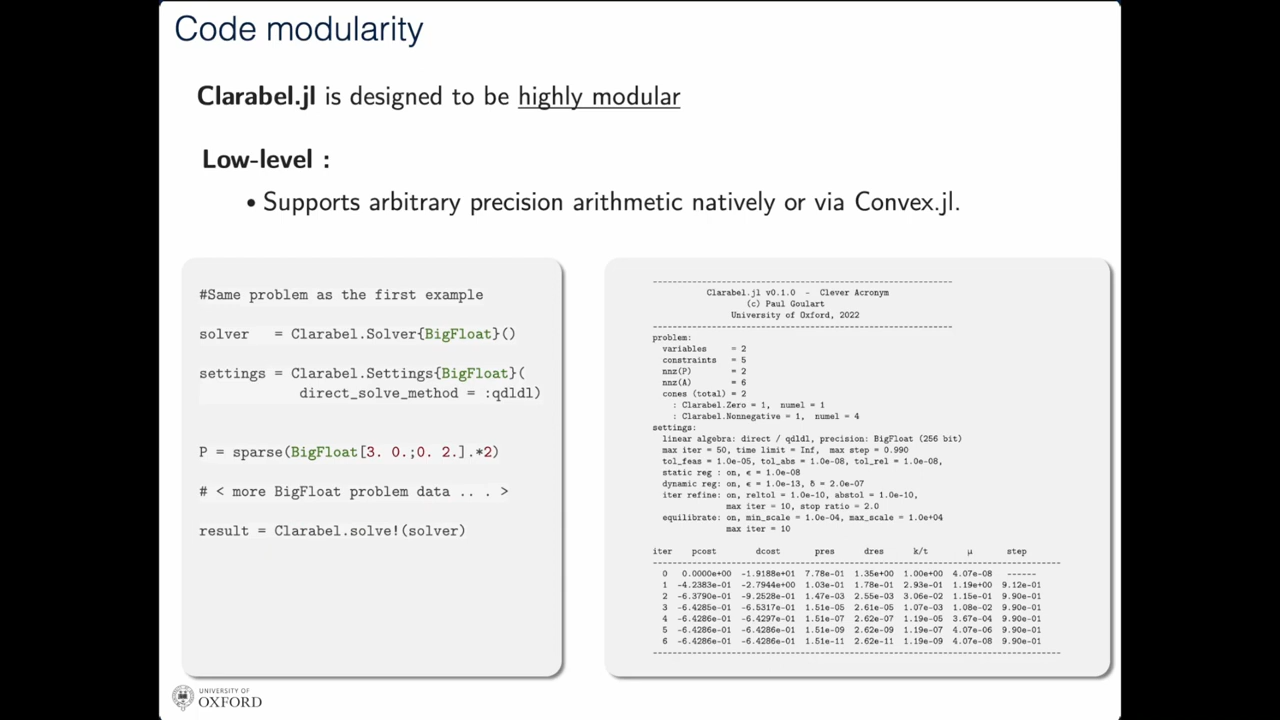 Code modularity
Clarabel.jl is designed to be highly modular
Low-level :
• Supports arbitrary precision arithmetic natively or via Convex.jl.
#Same problem as the first example
solver = Clarabel.Solver{BigFloat}()
settings = Clarabel.Settings{BigFloat}(
direct_solve_method = :qdldl)
P = sparse(BigFloat[3. 0.;0. 2.].*2)
# < more BigFloat problem data .. . >
result = Clarabel.solve!(solver)
-------------------------------------------------------------
Clarabel.jl v0.1.0 - Clever Acronym
(c) Paul Goulart
University of Oxford, 2022
-------------------------------------------------------------
problem:
variables = 2
constraints = 5
nnz(P) = 2
nnz(A) = 6
cones (total) = 2
: Clarabel.Zero = 1, numel = 1
: Clarabel.Nonnegative = 1, numel = 4
settings:
linear algebra: direct / qdldl, precision: BigFloat (256 bit)
max iter = 50, time limit = Inf, max step = 0.990
tol_feas = 1.0e-05, tol_abs = 1.0e-08, tol_rel = 1.0e-08,
static reg : on, ϵ = 1.0e-08
dynamic reg: on, ϵ = 1.0e-13, δ = 2.0e-07
iter refine: on, reltol = 1.0e-10, abstol = 1.0e-10,
max iter = 10, stop ratio = 2.0
equilibrate: on, min_scale = 1.0e-04, max_scale = 1.0e+04
max iter = 10
iter pcost dcost pres dres k/t μ step
-----------------------------------------------------------------------------------
0 0.0000e+00 -1.9188e+01 7.78e-01 1.35e+00 1.00e+00 4.07e-08 ------
1 -4.2383e-01 -2.7944e+00 1.03e-01 1.78e-01 2.93e-01 1.19e+00 9.12e-01
2 -6.3790e-01 -9.2528e-01 1.47e-03 2.55e-03 3.06e-02 1.15e-01 9.90e-01
3 -6.4285e-01 -6.5317e-01 1.51e-05 2.61e-05 1.07e-03 1.08e-02 9.90e-01
4 -6.4286e-01 -6.4297e-01 1.51e-07 2.62e-07 1.19e-05 3.67e-04 9.90e-01
5 -6.4286e-01 -6.4286e-01 1.51e-09 2.62e-09 1.19e-07 4.07e-06 9.90e-01
6 -6.4286e-01 -6.4286e-01 1.51e-11 2.62e-11 1.19e-09 4.07e-08 9.90e-01
-----------------------------------------------------------------------------------
UNIVERSITY OF
OXFORD